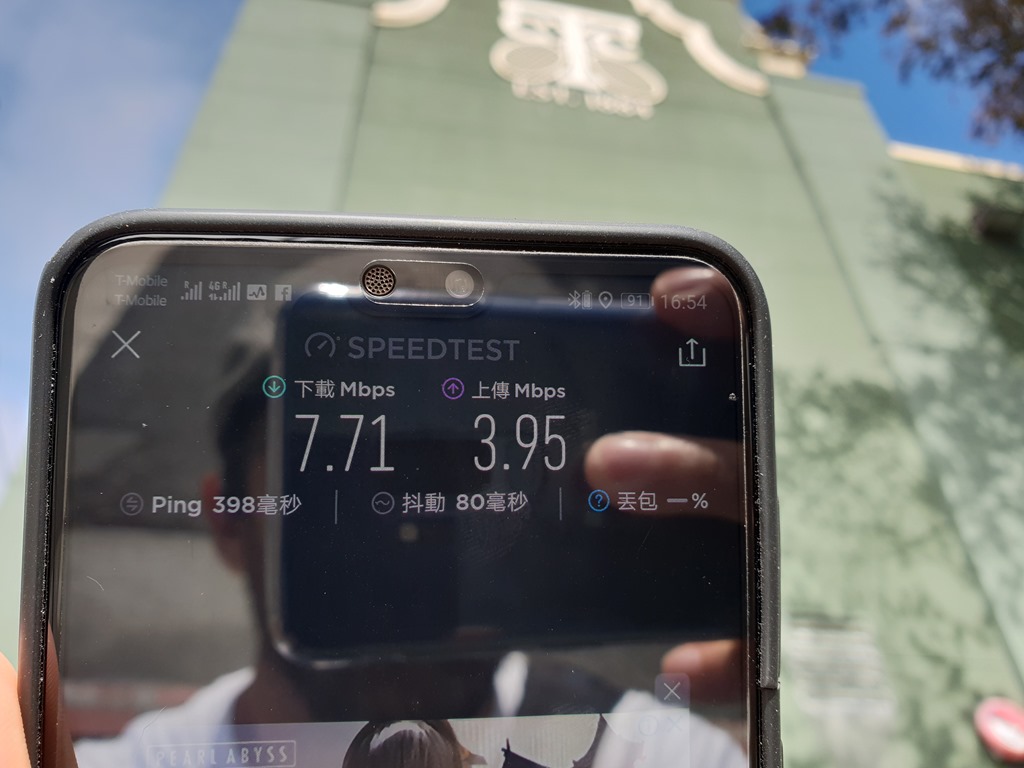 T-Mobile
T-Mobile
R 4G R
91 16:54
SPEEDTEST
下載 Mbps 上傳 Mbps
7.71 3.95
Ping 398毫秒 抖動 80毫秒 丟包 —%
PEARL ABYSS